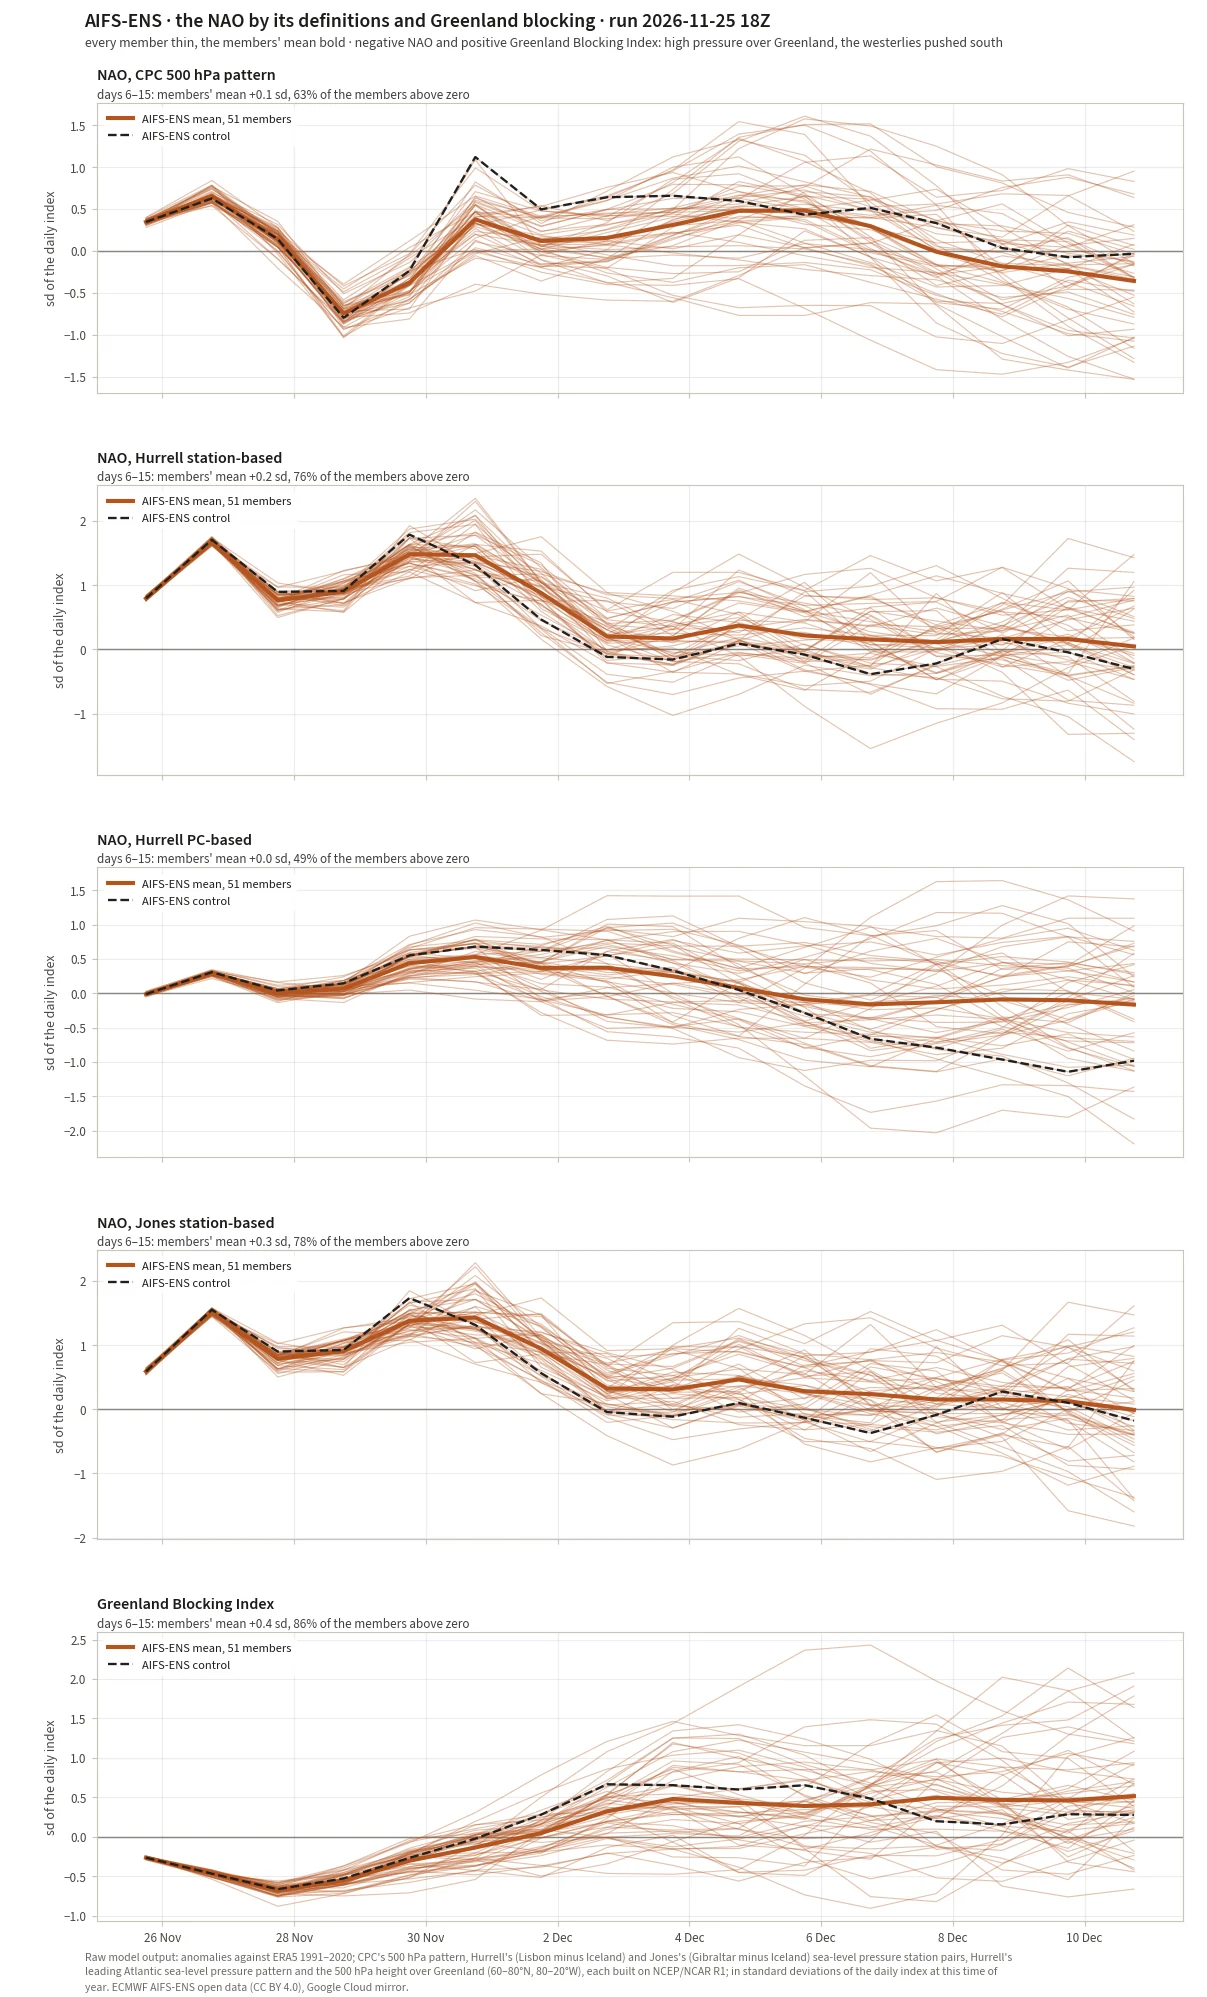 AIFS-ENS · the NAO by its definitions and Greenland blocking · run 2026-11-25 18Z
every member thin, the members' mean bold · negative NAO and positive Greenland Blocking Index: high pressure over Greenland, the westerlies pushed south
NAO, CPC 500 hPa pattern
days 6–15: members' mean +0.1 sd, 63% of the members above zero
AIFS-ENS mean, 51 members
AIFS-ENS control
1.5
1.0
0.5
0.0
−0.5
−1.0
−1.5
sd of the daily index
NAO, Hurrell station-based
days 6–15: members' mean +0.2 sd, 76% of the members above zero
AIFS-ENS mean, 51 members
AIFS-ENS control
2
1
0
−1
sd of the daily index
NAO, Hurrell PC-based
days 6–15: members' mean +0.0 sd, 49% of the members above zero
AIFS-ENS mean, 51 members
AIFS-ENS control
1.5
1.0
0.5
0.0
−0.5
−1.0
−1.5
−2.0
sd of the daily index
NAO, Jones station-based
days 6–15: members' mean +0.3 sd, 78% of the members above zero
AIFS-ENS mean, 51 members
AIFS-ENS control
2
1
0
−1
−2
sd of the daily index
Greenland Blocking Index
days 6–15: members' mean +0.4 sd, 86% of the members above zero
AIFS-ENS mean, 51 members
AIFS-ENS control
2.5
2.0
1.5
1.0
0.5
0.0
−0.5
−1.0
sd of the daily index
26 Nov 28 Nov 30 Nov 2 Dec 4 Dec 6 Dec 8 Dec 10 Dec
Raw model output: anomalies against ERA5 1991–2020; CPC's 500 hPa pattern, Hurrell's (Lisbon minus Iceland) and Jones's (Gibraltar minus Iceland) sea-level pressure station pairs, Hurrell's
leading Atlantic sea-level pressure pattern and the 500 hPa height over Greenland (60–80°N, 80–20°W), each built on NCEP/NCAR R1; in standard deviations of the daily index at this time of
year. ECMWF AIFS-ENS open data (CC BY 4.0), Google Cloud mirror.